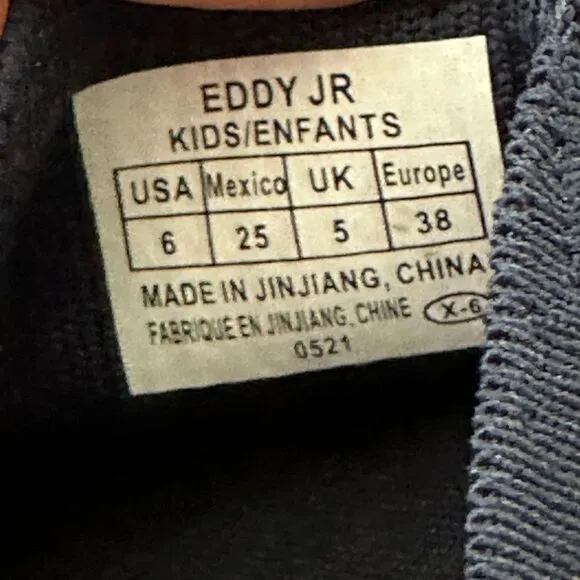 EDDY JR
KIDS/ENFANTS
USA Mexico UK Europe
6 25 5 38
MADE IN JINJIANG, CHINA
FABRIQUE EN JINJIANG, CHINE X-6
0521